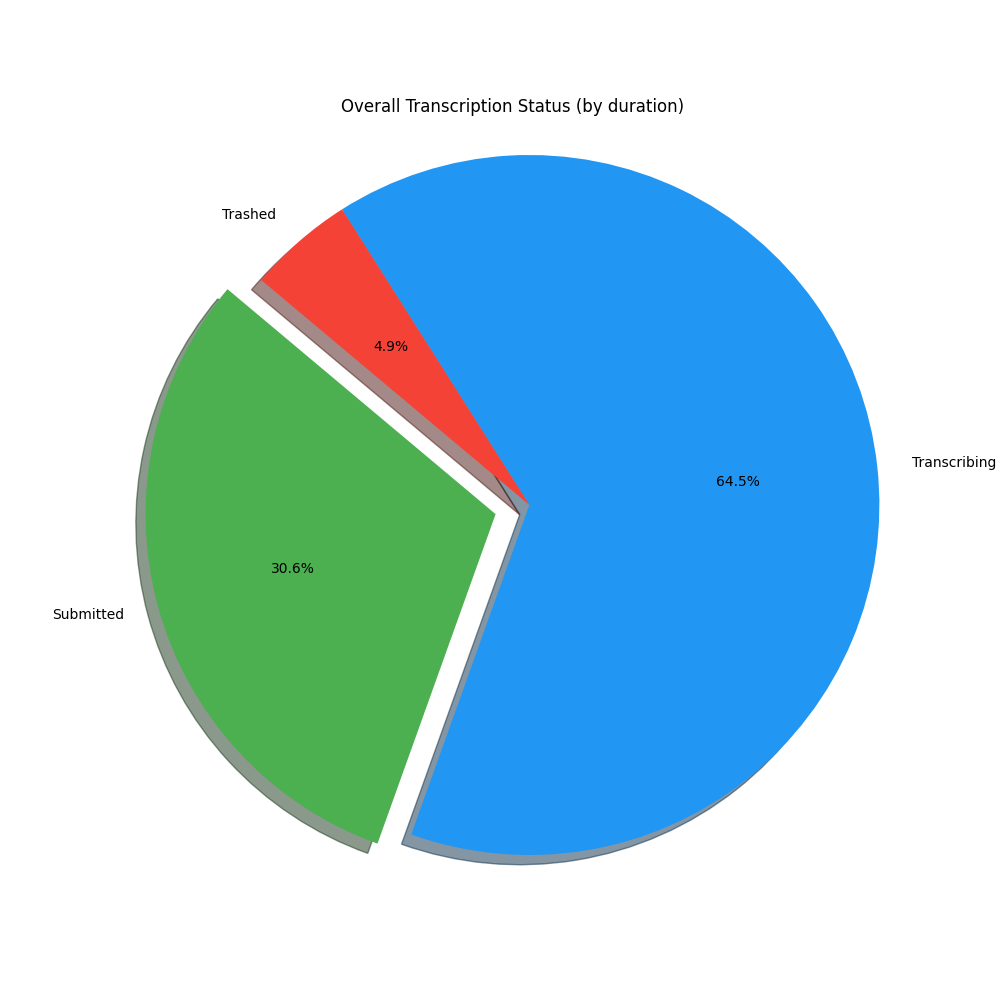 Overall Transcription Status (by duration)
Trashed
4.9%
Transcribing
64.5%
30.6%
Submitted